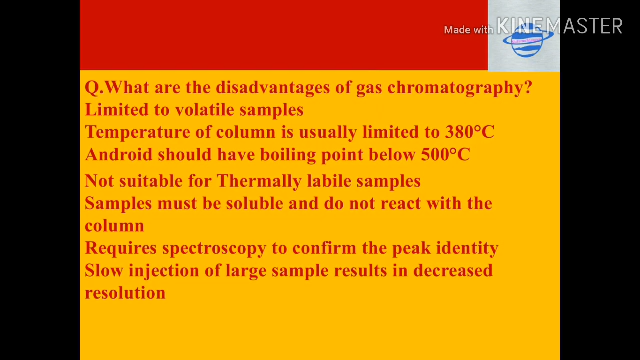 Made with KINEMASTER
Q.What are the disadvantages of gas chromatography?
Limited to volatile samples
Temperature of column is usually limited to 380°C
Android should have boiling point below 500°C
Not suitable for Thermally labile samples
Samples must be soluble and do not react with the
column
Requires spectroscopy to confirm the peak identity
Slow injection of large sample results in decreased
resolution